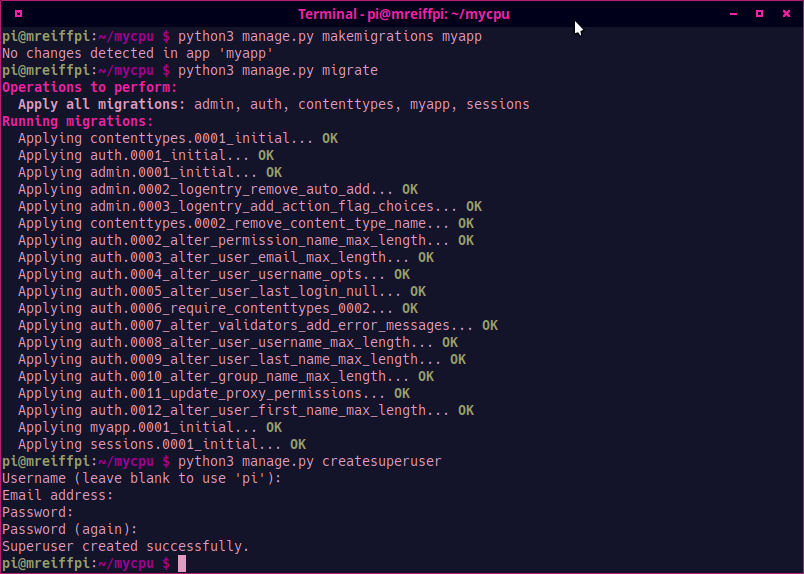 Terminal - pi@mreiffpi: ~/mycpu
pi@mreiffpi:~/mycpu $ python3 manage.py makemigrations myapp
No changes detected in app 'myapp'
pi@mreiffpi:~/mycpu $ python3 manage.py migrate
Operations to perform:
  Apply all migrations: admin, auth, contenttypes, myapp, sessions
Running migrations:
  Applying contenttypes.0001_initial... OK
  Applying auth.0001_initial... OK
  Applying admin.0001_initial... OK
  Applying admin.0002_logentry_remove_auto_add... OK
  Applying admin.0003_logentry_add_action_flag_choices... OK
  Applying contenttypes.0002_remove_content_type_name... OK
  Applying auth.0002_alter_permission_name_max_length... OK
  Applying auth.0003_alter_user_email_max_length... OK
  Applying auth.0004_alter_user_username_opts... OK
  Applying auth.0005_alter_user_last_login_null... OK
  Applying auth.0006_require_contenttypes_0002... OK
  Applying auth.0007_alter_validators_add_error_messages... OK
  Applying auth.0008_alter_user_username_max_length... OK
  Applying auth.0009_alter_user_last_name_max_length... OK
  Applying auth.0010_alter_group_name_max_length... OK
  Applying auth.0011_update_proxy_permissions... OK
  Applying auth.0012_alter_user_first_name_max_length... OK
  Applying myapp.0001_initial... OK
  Applying sessions.0001_initial... OK
pi@mreiffpi:~/mycpu $ python3 manage.py createsuperuser
Username (leave blank to use 'pi'):
Email address:
Password:
Password (again):
Superuser created successfully.
pi@mreiffpi:~/mycpu $